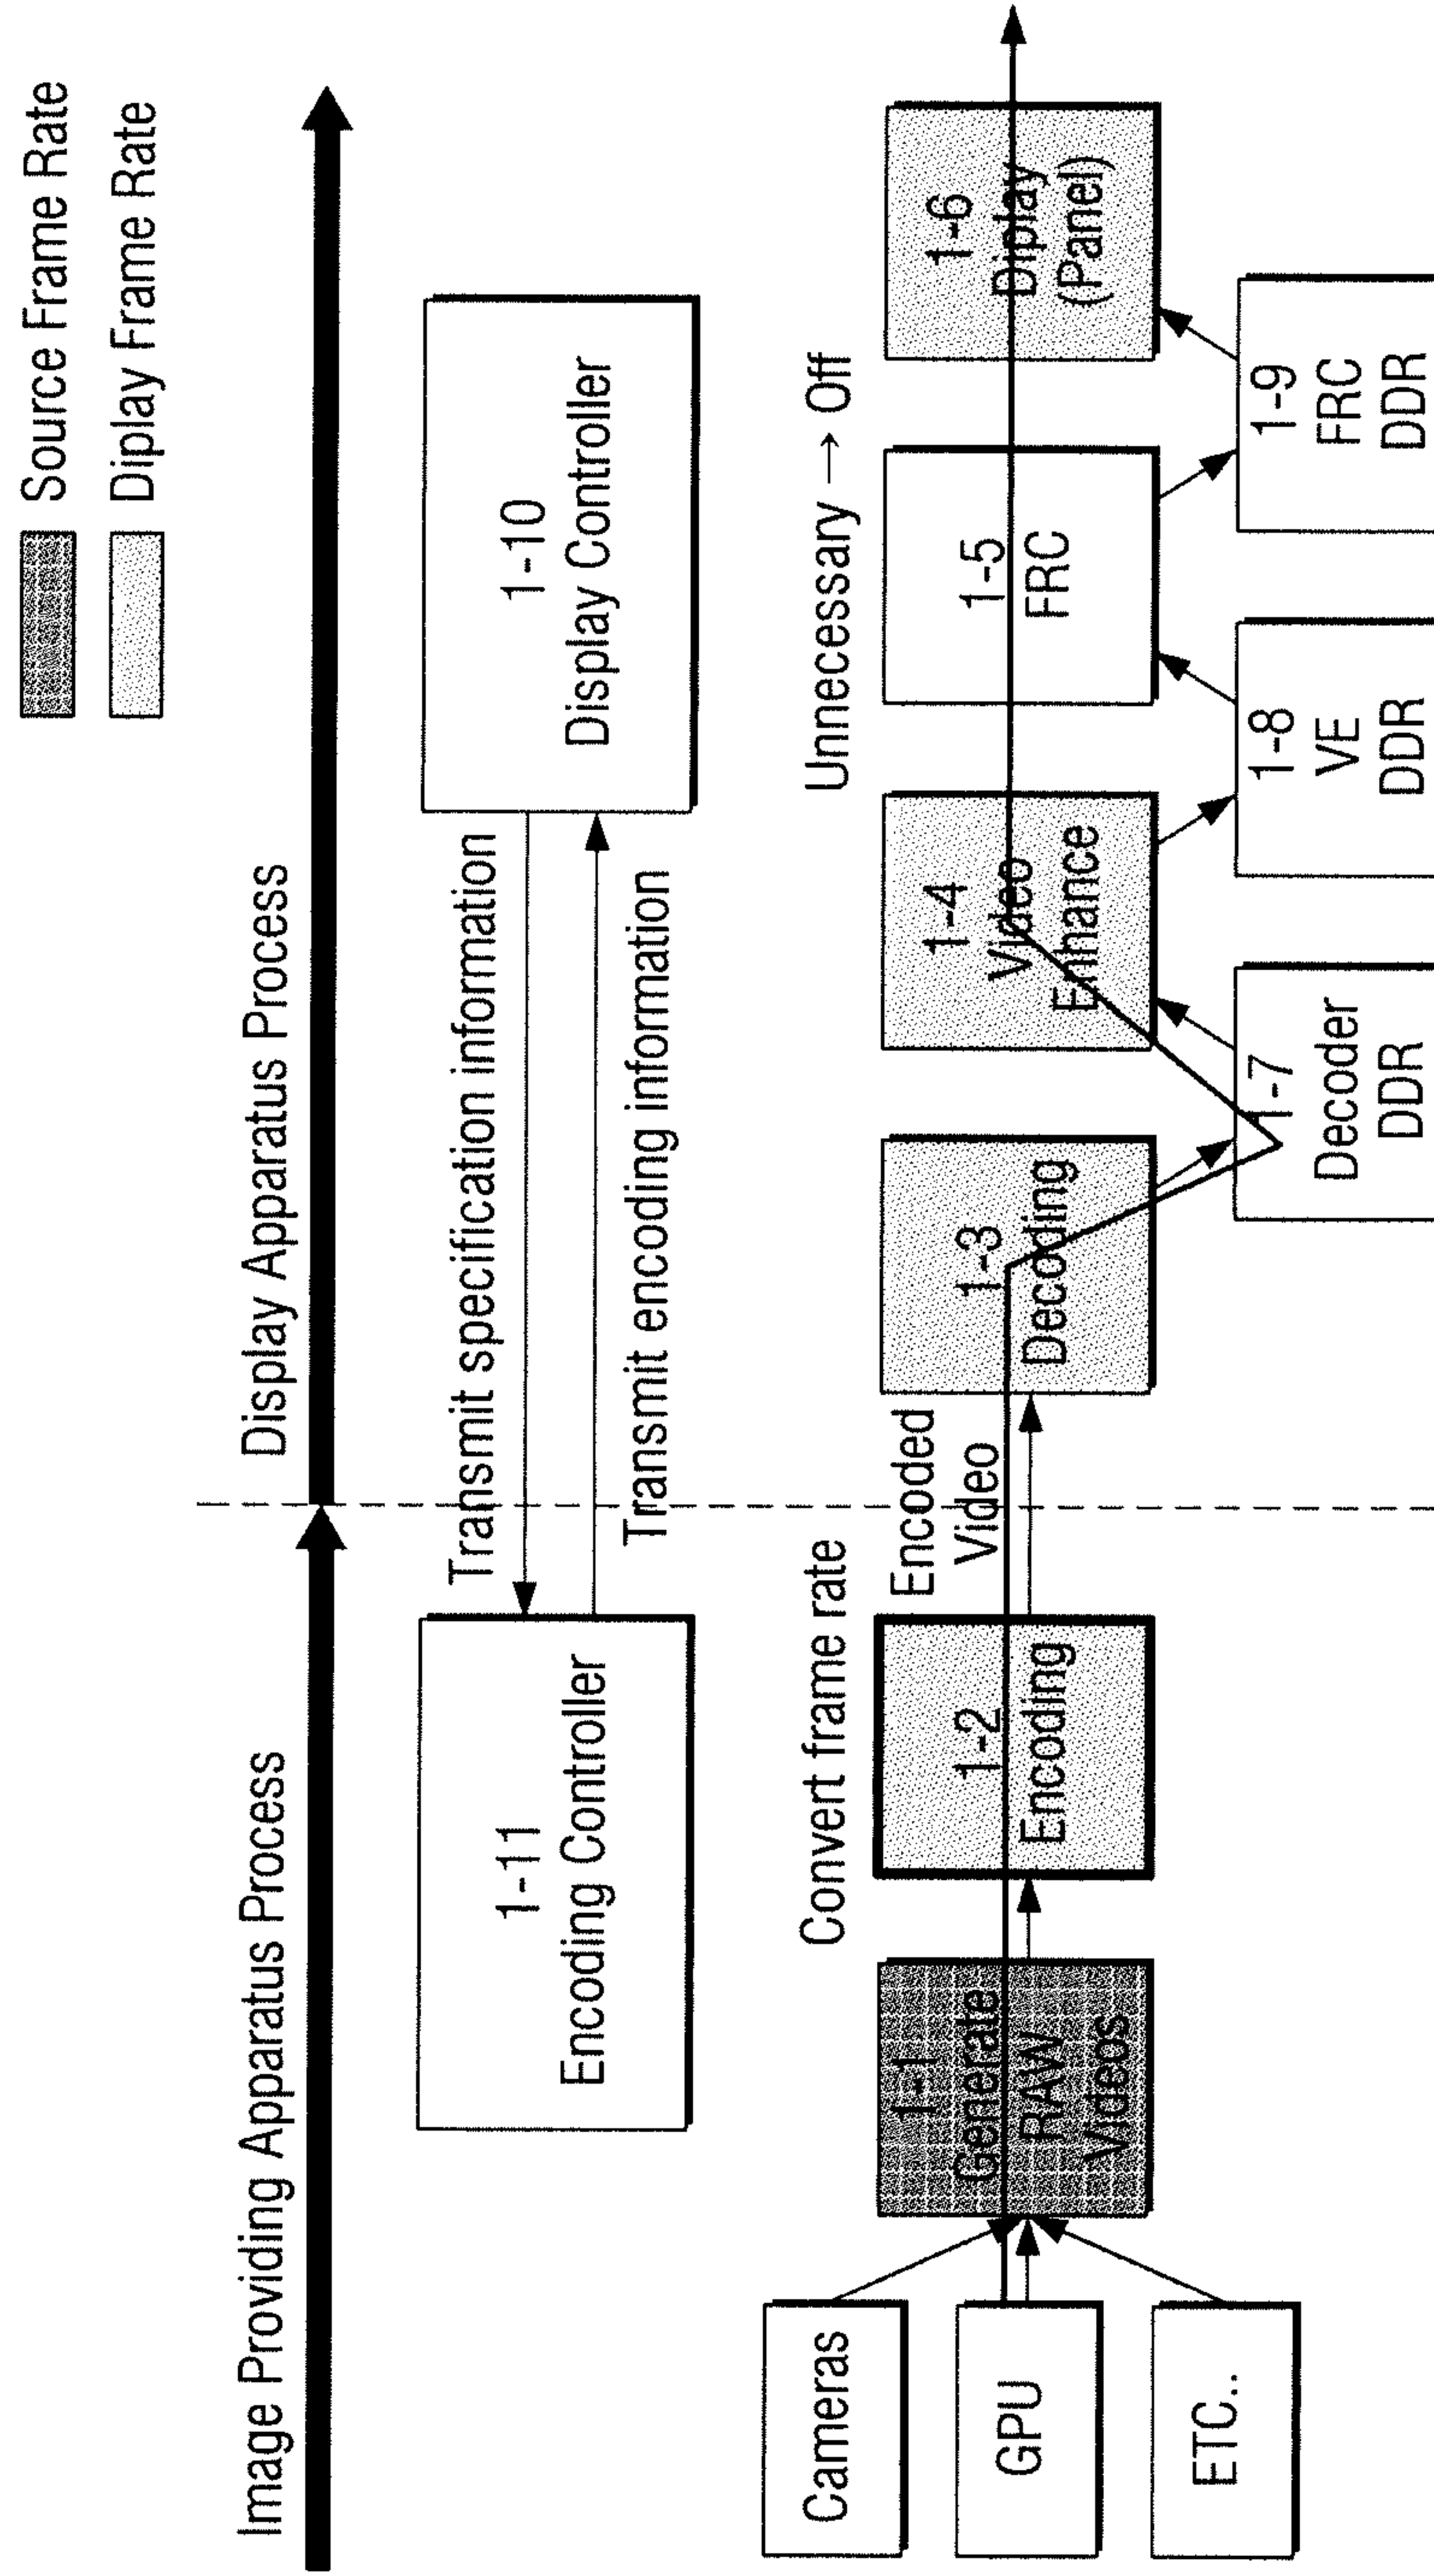 Source Frame Rate
Diplay Frame Rate
Image Providing Apparatus Process
Display Apparatus Process
1-11
Encoding Controller
Transmit specification information
Transmit encoding information
1-10
Display Controller
Cameras
GPU
ETC..
1-1
Generate
RAW
Videos
Convert frame rate
1-2
Encoding
Encoded
Video
1-3
Decoding
1-4
Video
Enhance
Unnecessary → Off
1-5
FRC
1-6
Diplay
(Panel)
1-7
Decoder
DDR
1-8
VE
DDR
1-9
FRC
DDR